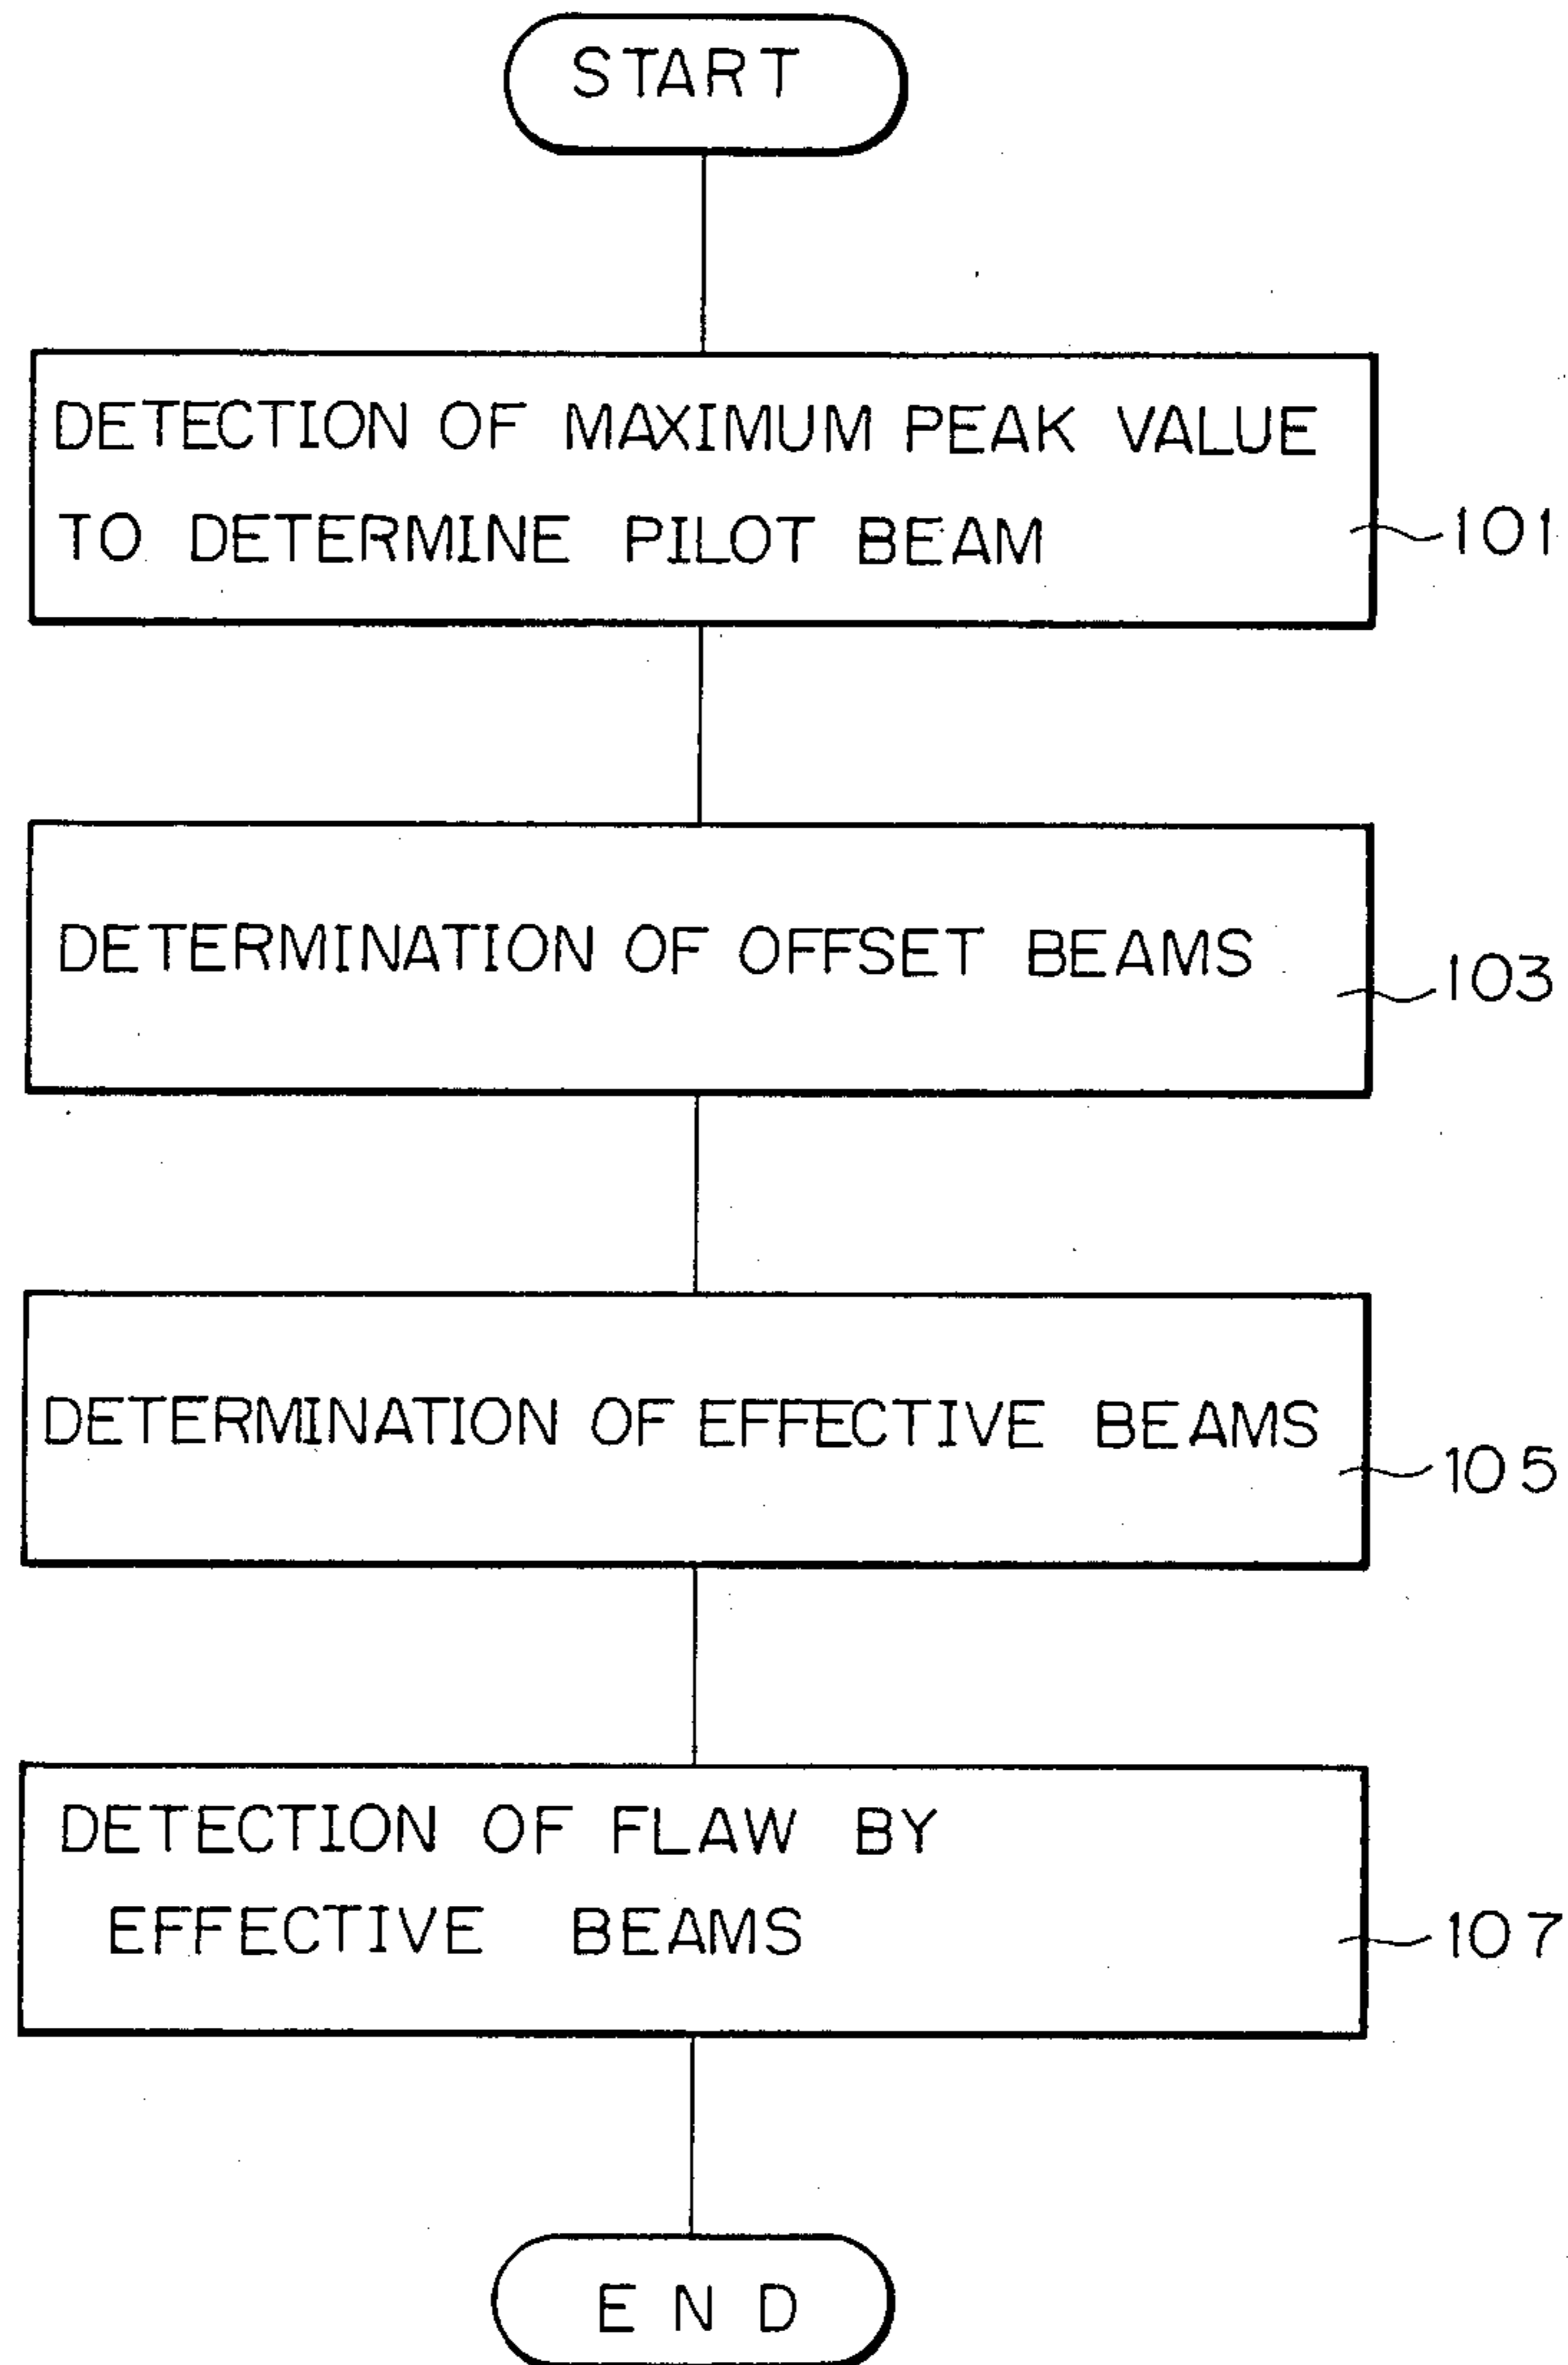 START
DETECTION OF MAXIMUM PEAK VALUE
TO DETERMINE PILOT BEAM
101
DETERMINATION OF OFFSET BEAMS
103
DETERMINATION OF EFFECTIVE BEAMS
105
DETECTION OF FLAW BY
EFFECTIVE BEAMS
107
END